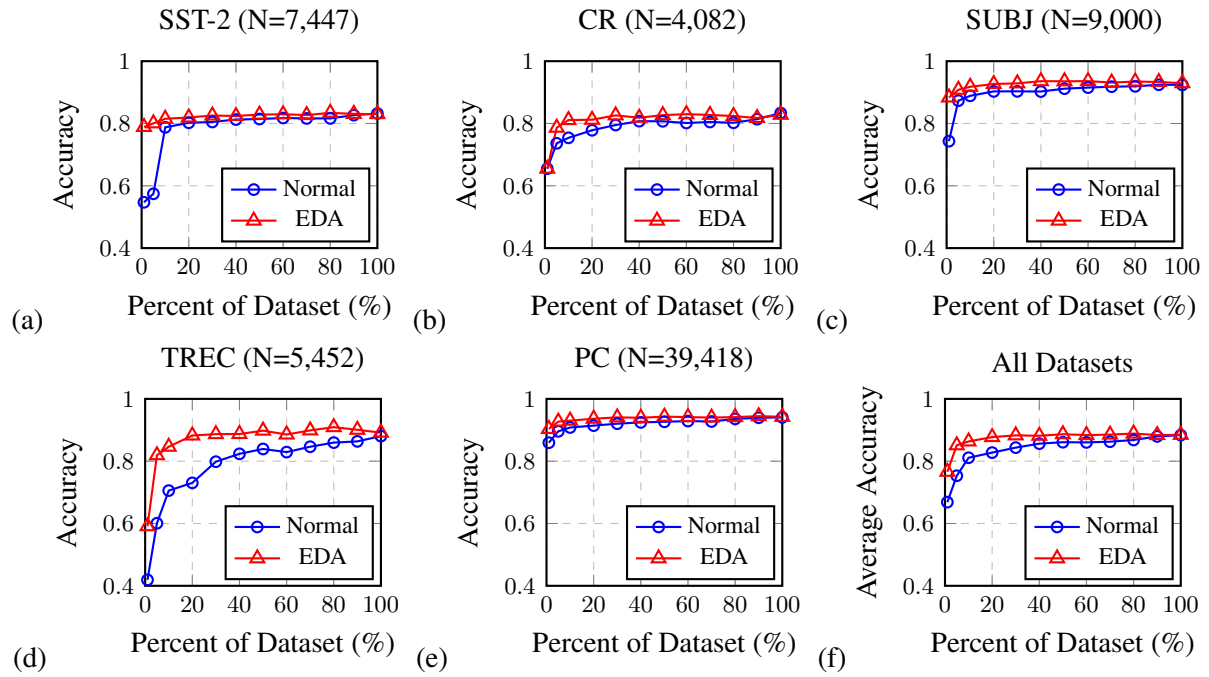 SST-2 (N=7,447)
1
0.8
0.6
0.4
Accuracy
Normal
EDA
0 20 40 60 80 100
Percent of Dataset (%)
(a)
CR (N=4,082)
1
0.8
0.6
0.4
Accuracy
Normal
EDA
0 20 40 60 80 100
Percent of Dataset (%)
(b)
SUBJ (N=9,000)
1
0.8
0.6
0.4
Accuracy
Normal
EDA
0 20 40 60 80 100
Percent of Dataset (%)
(c)
TREC (N=5,452)
1
0.8
0.6
0.4
Accuracy
Normal
EDA
0 20 40 60 80 100
Percent of Dataset (%)
(d)
PC (N=39,418)
1
0.8
0.6
0.4
Accuracy
Normal
EDA
0 20 40 60 80 100
Percent of Dataset (%)
(e)
All Datasets
1
0.8
0.6
0.4
Average Accuracy
Normal
EDA
0 20 40 60 80 100
Percent of Dataset (%)
(f)